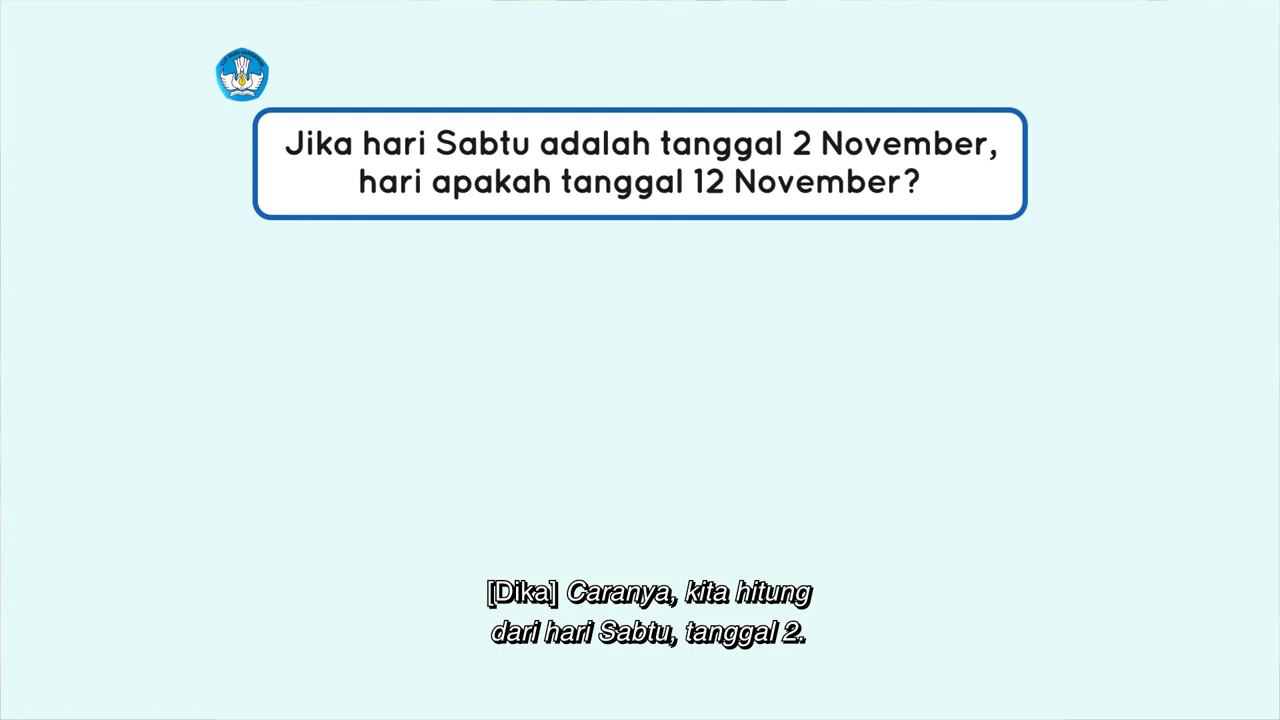 Jika hari Sabtu adalah tanggal 2 November,
hari apakah tanggal 12 November?
[Dika] Caranya, kita hitung
dari hari Sabtu, tanggal 2.